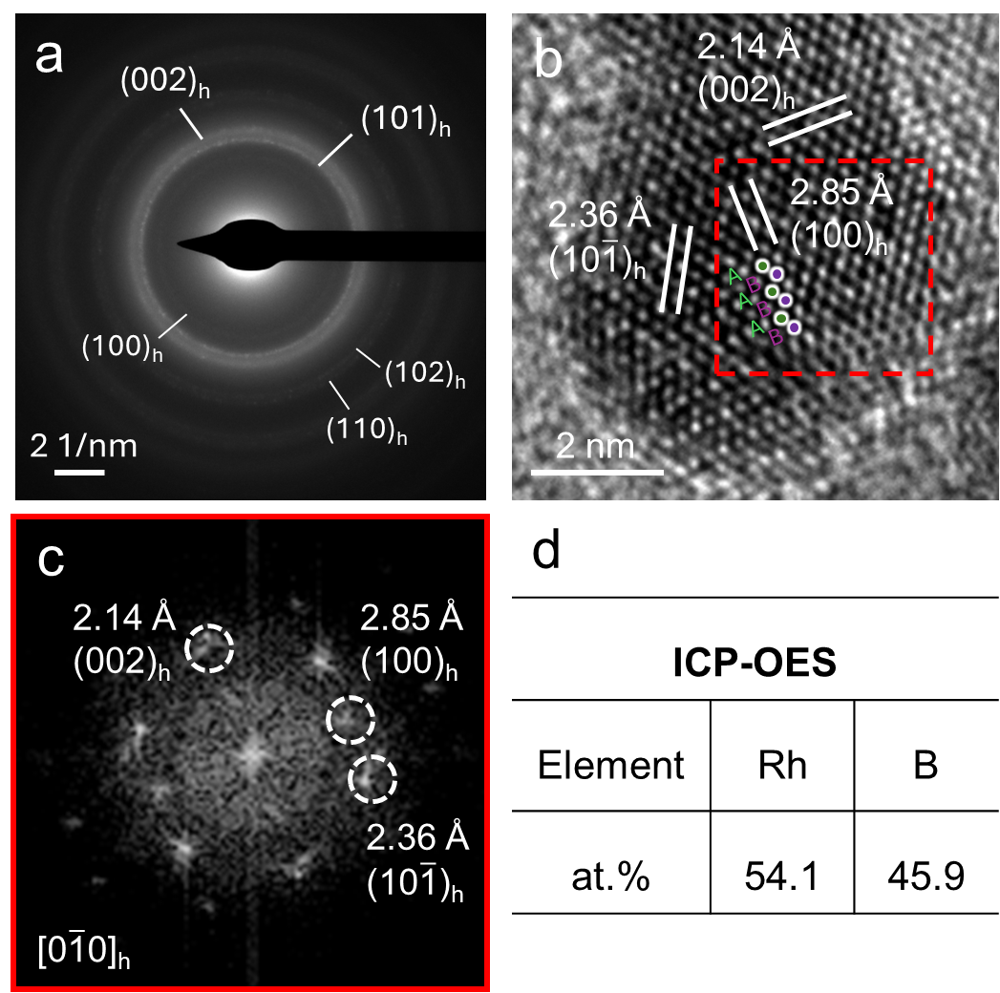 a
(002)h
(101)h
(100)h
(102)h
(110)h
2 1/nm
b
2.14 Å
(002)h
2.85 Å
(100)h
2.36 Å
(101̅)h
A
B
A
B
A
B
2 nm
c
2.14 Å
(002)h
2.85 Å
(100)h
2.36 Å
(101̅)h
[01̅0]h
d
ICP-OES
Element Rh B
at.% 54.1 45.9